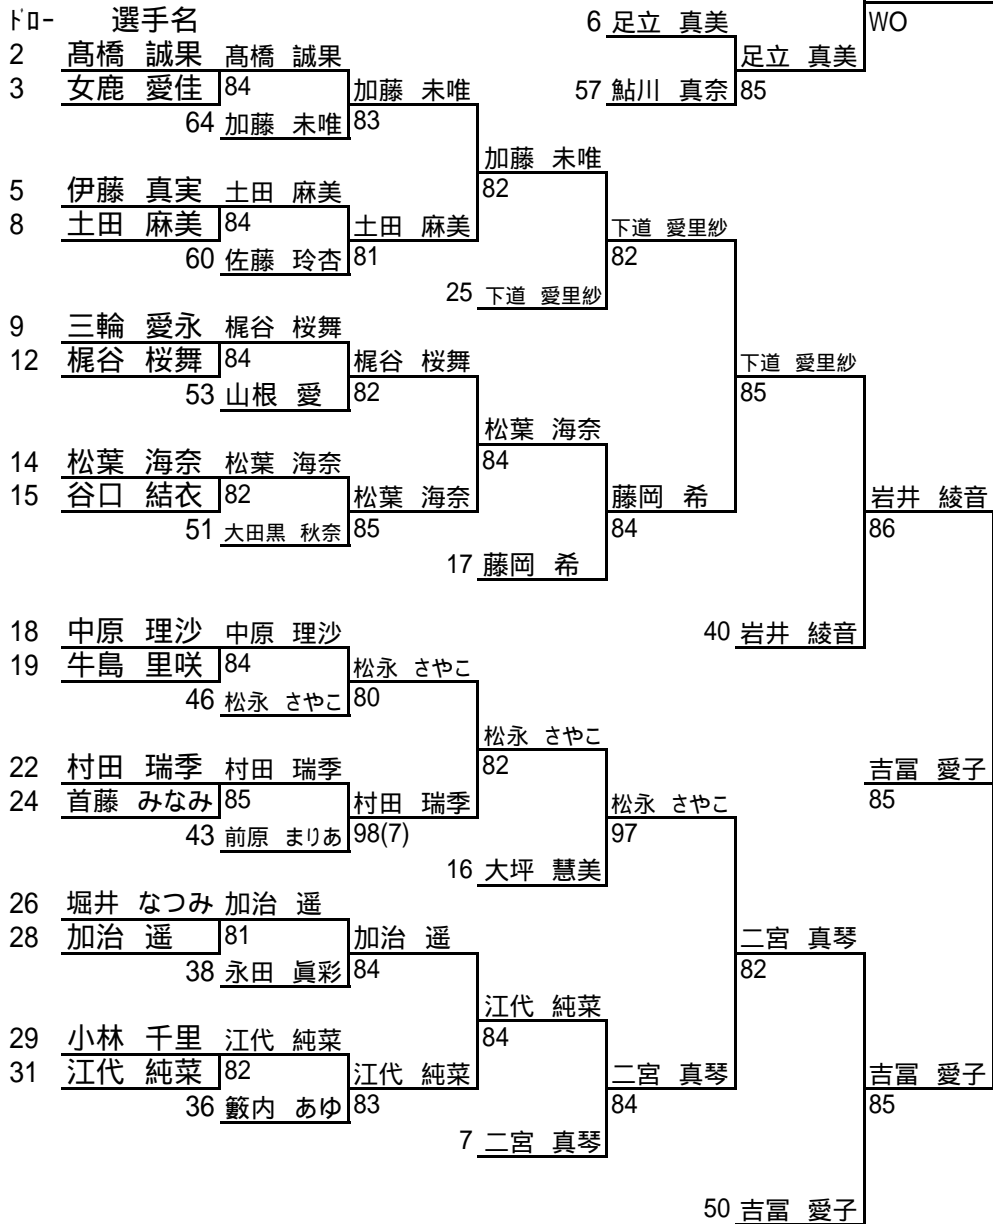 ﾄﾞﾛｰ 選手名 6 足立 真美 WO
2 髙橋 誠果 髙橋 誠果 足立 真美
3 女鹿 愛佳 84 加藤 未唯 57 鮎川 真奈 85
64 加藤 未唯 83
加藤 未唯
5 伊藤 真実 土田 麻美 82
8 土田 麻美 84 土田 麻美 下道 愛里紗
60 佐藤 玲杏 81 82
25 下道 愛里紗
9 三輪 愛永 梶谷 桜舞
12 梶谷 桜舞 84 梶谷 桜舞 下道 愛里紗
53 山根 愛 82 85
松葉 海奈
14 松葉 海奈 松葉 海奈 84
15 谷口 結衣 82 松葉 海奈 藤岡 希 岩井 綾音
51 大田黒 秋奈 85 84 86
17 藤岡 希
18 中原 理沙 中原 理沙 40 岩井 綾音
19 牛島 里咲 84 松永 さやこ
46 松永 さやこ 80
松永 さやこ
22 村田 瑞季 村田 瑞季 82 吉冨 愛子
24 首藤 みなみ 85 村田 瑞季 松永 さやこ 85
43 前原 まりあ 98(7) 97
16 大坪 慧美
26 堀井 なつみ 加治 遥
28 加治 遥 81 加治 遥 二宮 真琴
38 永田 眞彩 84 82
江代 純菜
29 小林 千里 江代 純菜 84
31 江代 純菜 82 江代 純菜 二宮 真琴 吉冨 愛子
36 籔内 あゆ 83 84 85
7 二宮 真琴
50 吉冨 愛子